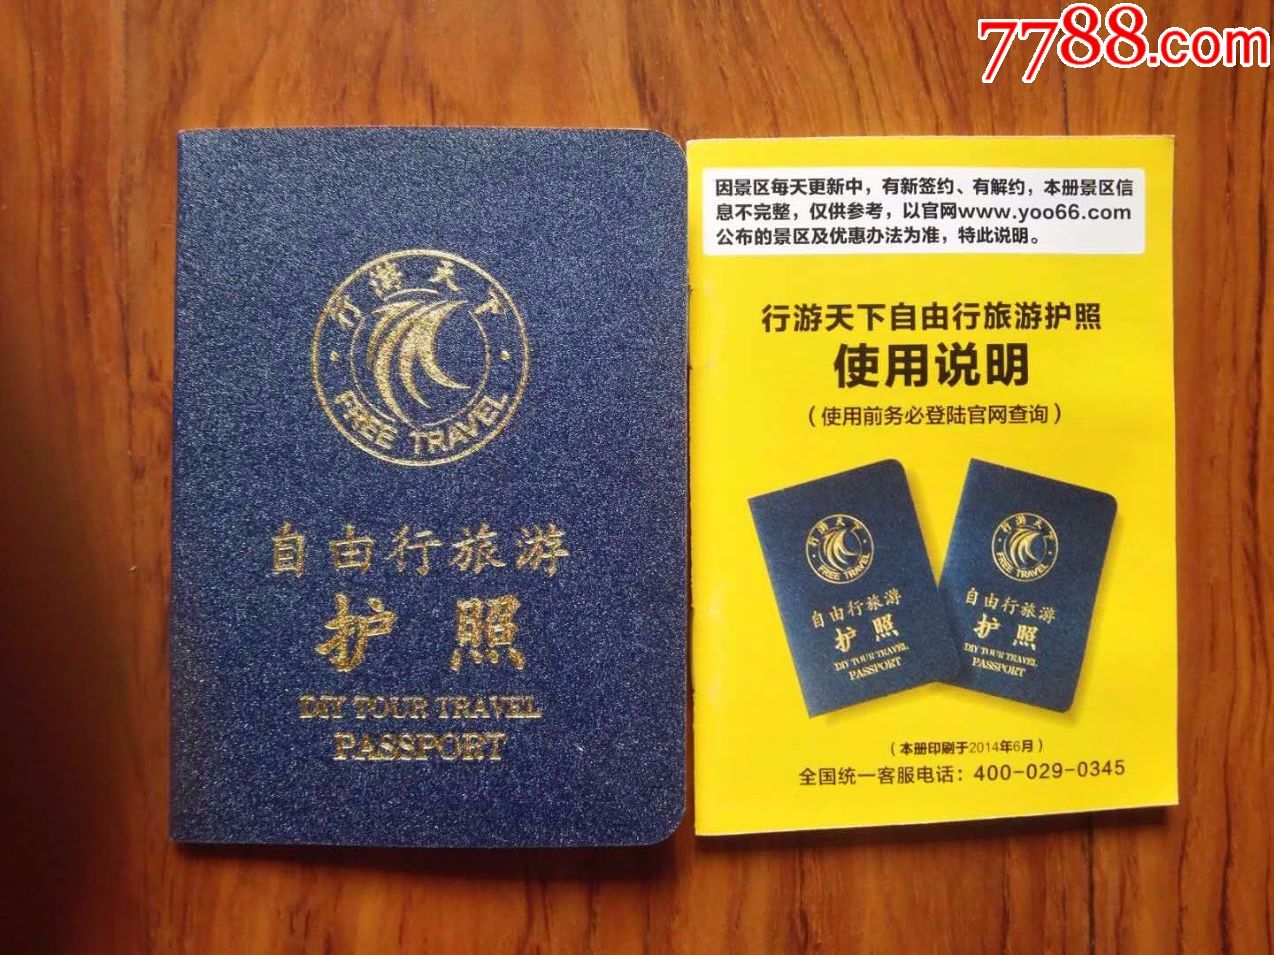 7788.com
行游天下
FREE TRAVEL
自由行旅游
护照
DIY TOUR TRAVEL
PASSPORT
因景区每天更新中，有新签约、有解约，本册景区信
息不完整，仅供参考，以官网www.yoo66.com
公布的景区及优惠办法为准，特此说明。
行游天下自由行旅游护照
使用说明
（使用前务必登陆官网查询）
行游天下
FREE TRAVEL
自由行旅游
护照
DIY TOUR TRAVEL
PASSPORT
行游天下
FREE TRAVEL
自由行旅游
护照
DIY TOUR TRAVEL
PASSPORT
（本册印刷于2014年6月）
全国统一客服电话：400-029-0345